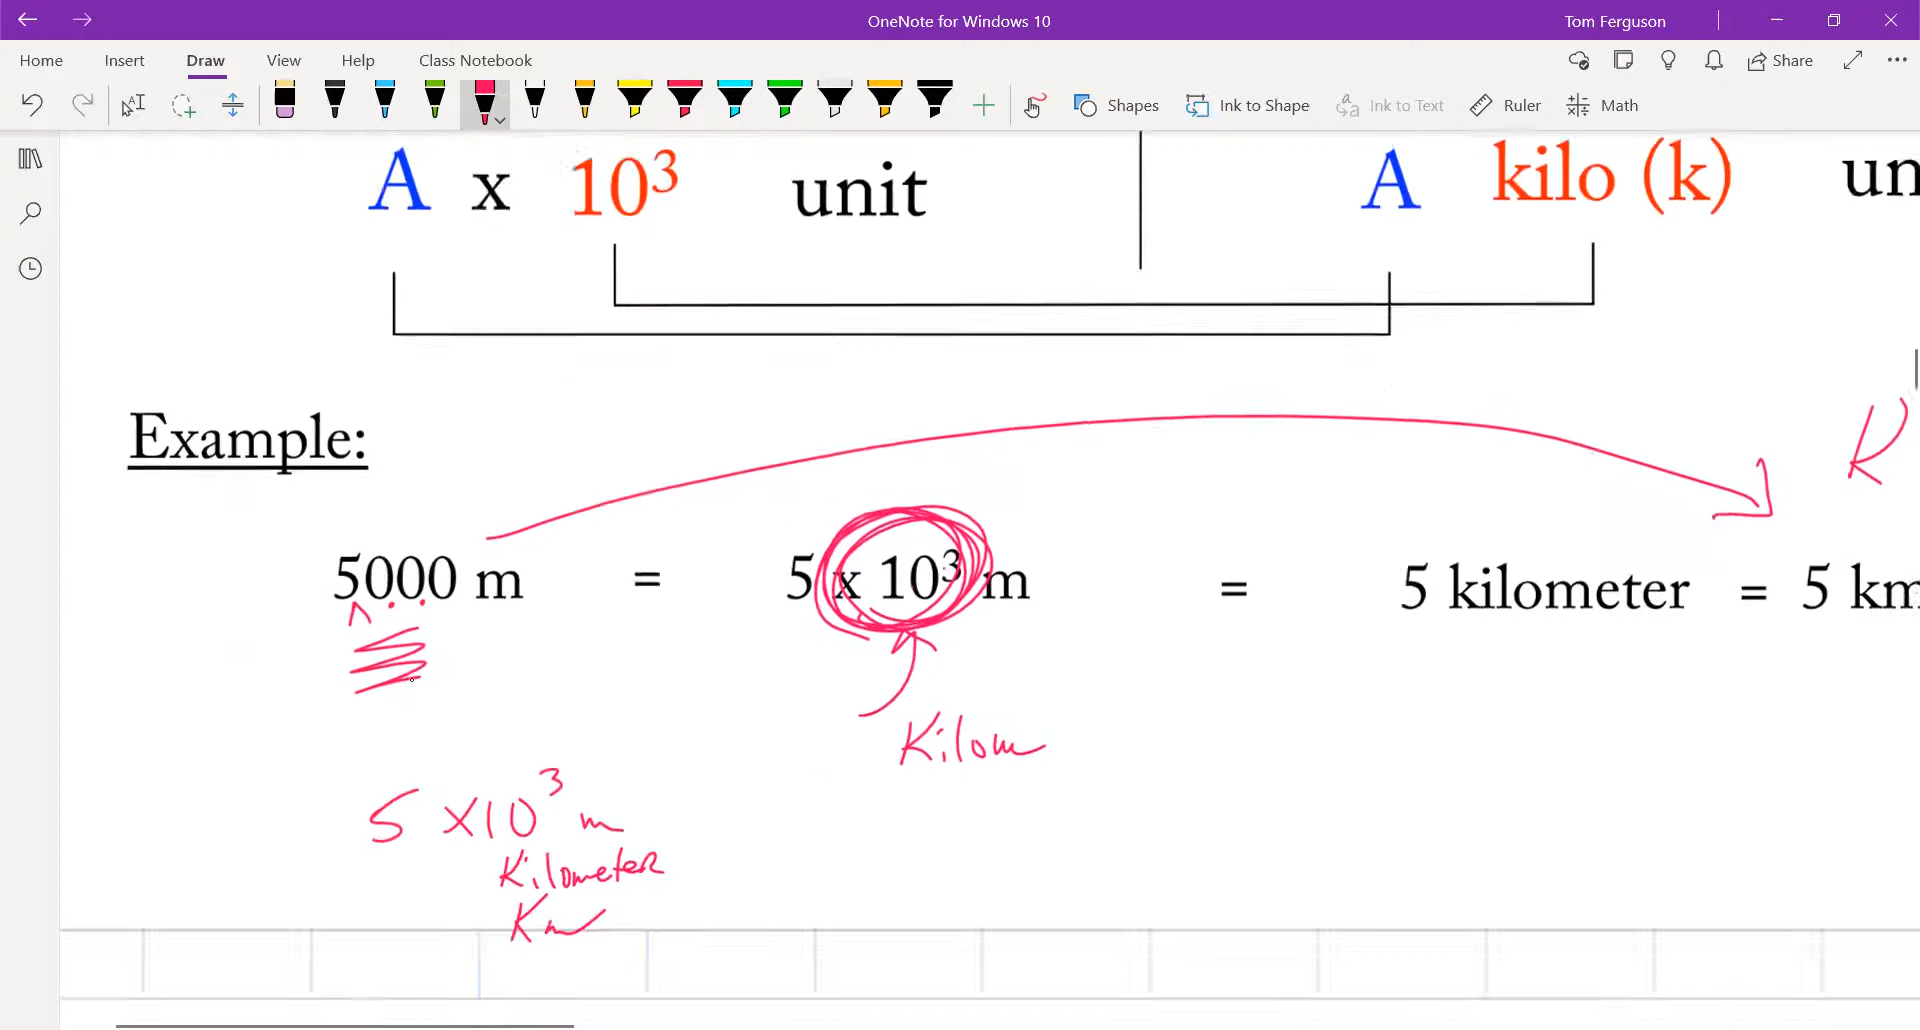 OneNote for Windows 10
Tom Ferguson
Home Insert Draw View Help Class Notebook
Share
Shapes Ink to Shape Ink to Text Ruler Math
A x 10³ unit A kilo (k) un
Example:
R
5000 m = 5 x 10³ m = 5 kilometer = 5 km
Kilom
5 x10³ m
Kilometer
Km